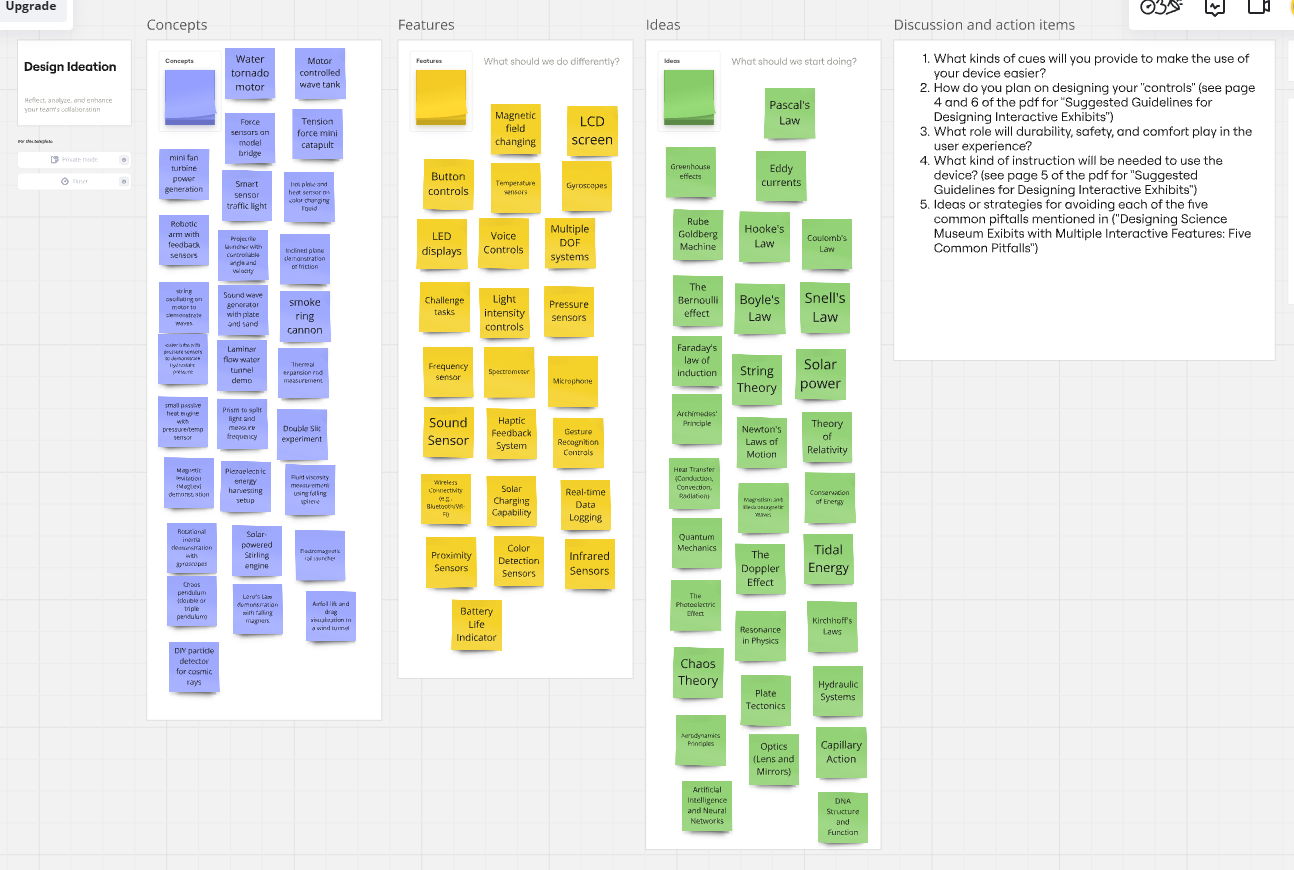 Upgrade
Concepts
Features
Ideas
Discussion and action items
Design Ideation
Reflect, analyze, and enhance
your team's collaboration
For this template
Private mode
Timer
Concepts
Water
tornado
motor
Motor
controlled
wave tank
Force
sensors on
model
bridge
Tension
force mini
catapult
mini fan
turbine
power
generation
Smart
sensor
traffic light
Hot plate and
heat sensor on
color changing
liquid
Robotic
arm with
feedback
sensors
Projectile
launcher with
controllable
angle and
velocity
Inclined plane
demonstration
of friction
string
oscillating on
motor to
demonstrate
waves
Sound wave
generator
with plate
and sand
smoke
ring
cannon
water tube with
pressure sensors
to demonstrate
hydrostatic
pressure
Laminar
flow water
tunnel
demo
Thermal
expansion rod
measurement
small passive
heat engine
with
pressure/temp
sensor
Prism to split
light and
measure
frequency
Double Slit
experiment
Magnetic
levitation
(Maglev)
demonstration
Piezoelectric
energy
harvesting
setup
Fluid viscosity
measurement
using falling
sphere
Rotational
inertia
demonstration
with
gyroscopes
Solar-
powered
Stirling
engine
Electromagnetic
rail launcher
Chaos
pendulum
(double or
triple
pendulum)
Lenz's Law
demonstration
with falling
magnets
Airfoil lift and
drag
visualization in
a wind tunnel
DIY particle
detector
for cosmic
rays
Features
What should we do differently?
Magnetic
field
changing
LCD
screen
Button
controls
Temperature
sensors
Gyroscopes
LED
displays
Voice
Controls
Multiple
DOF
systems
Challenge
tasks
Light
intensity
controls
Pressure
sensors
Frequency
sensor
Spectrometer
Microphone
Sound
Sensor
Haptic
Feedback
System
Gesture
Recognition
Controls
Wireless
Connectivity
(e.g.,
Bluetooth/Wi-
Fi)
Solar
Charging
Capability
Real-time
Data
Logging
Proximity
Sensors
Color
Detection
Sensors
Infrared
Sensors
Battery
Life
Indicator
Ideas
What should we start doing?
Pascal's
Law
Greenhouse
effects
Eddy
currents
Rube
Goldberg
Machine
Hooke's
Law
Coulomb's
Law
The
Bernoulli
effect
Boyle's
Law
Snell's
Law
Faraday's
law of
induction
String
Theory
Solar
power
Archimedes'
Principle
Newton's
Laws of
Motion
Theory
of
Relativity
Heat Transfer
(Conduction,
Convection,
Radiation)
Magnetism and
Electromagnetic
Waves
Conservation
of Energy
Quantum
Mechanics
The
Doppler
Effect
Tidal
Energy
The
Photoelectric
Effect
Resonance
in Physics
Kirchhoff's
Laws
Chaos
Theory
Plate
Tectonics
Hydraulic
Systems
Aerodynamics
Principles
Optics
(Lens and
Mirrors)
Capillary
Action
Artificial
Intelligence
and Neural
Networks
DNA
Structure
and
Function
1. What kinds of cues will you provide to make the use of
your device easier?
2. How do you plan on designing your "controls" (see page
4 and 6 of the pdf for "Suggested Guidelines for
Designing Interactive Exhibits")
3. What role will durability, safety, and comfort play in the
user experience?
4. What kind of instruction will be needed to use the
device? (see page 5 of the pdf for "Suggested
Guidelines for Designing Interactive Exhibits")
5. Ideas or strategies for avoiding each of the five
common piftalls mentioned in ("Designing Science
Museum Exibits with Multiple Interactive Features: Five
Common Pitfalls")